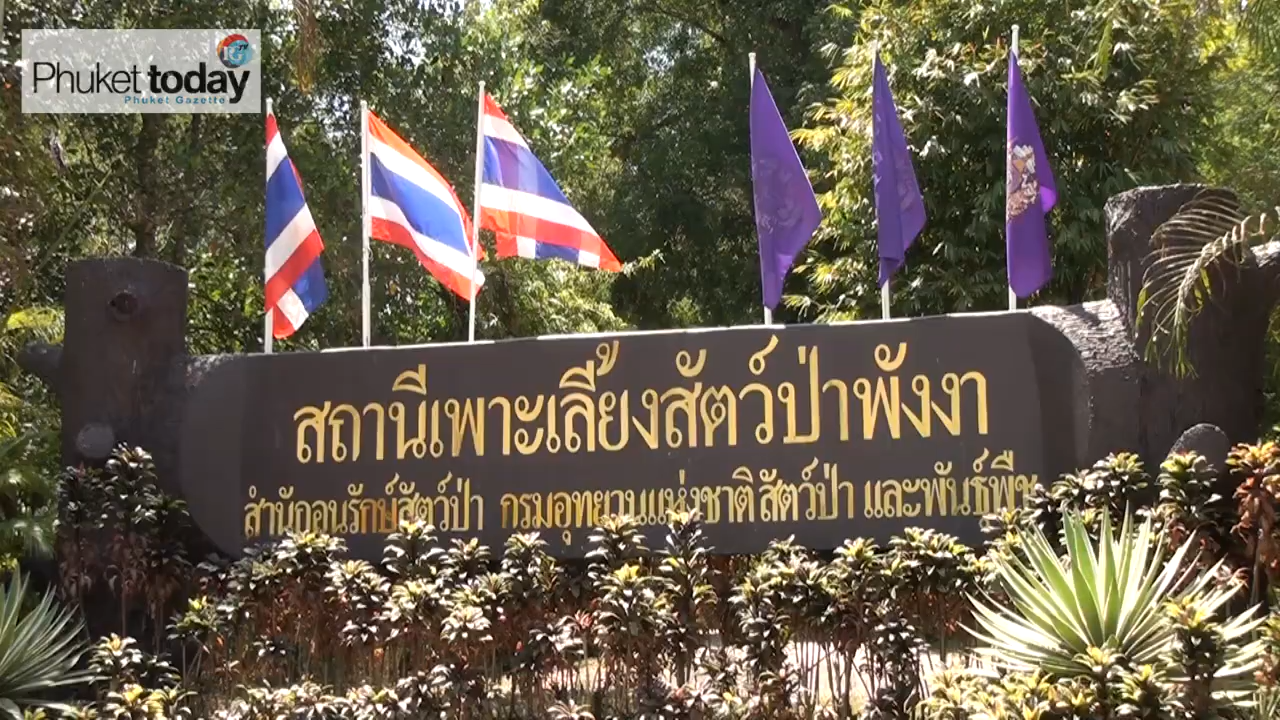 Phuket today
Phuket Gazette
สถานีเพาะเลี้ยงสัตว์ป่าพังงา
สำนักอนุรักษ์สัตว์ป่า กรมอุทยานแห่งชาติ สัตว์ป่า และพันธุ์พืช